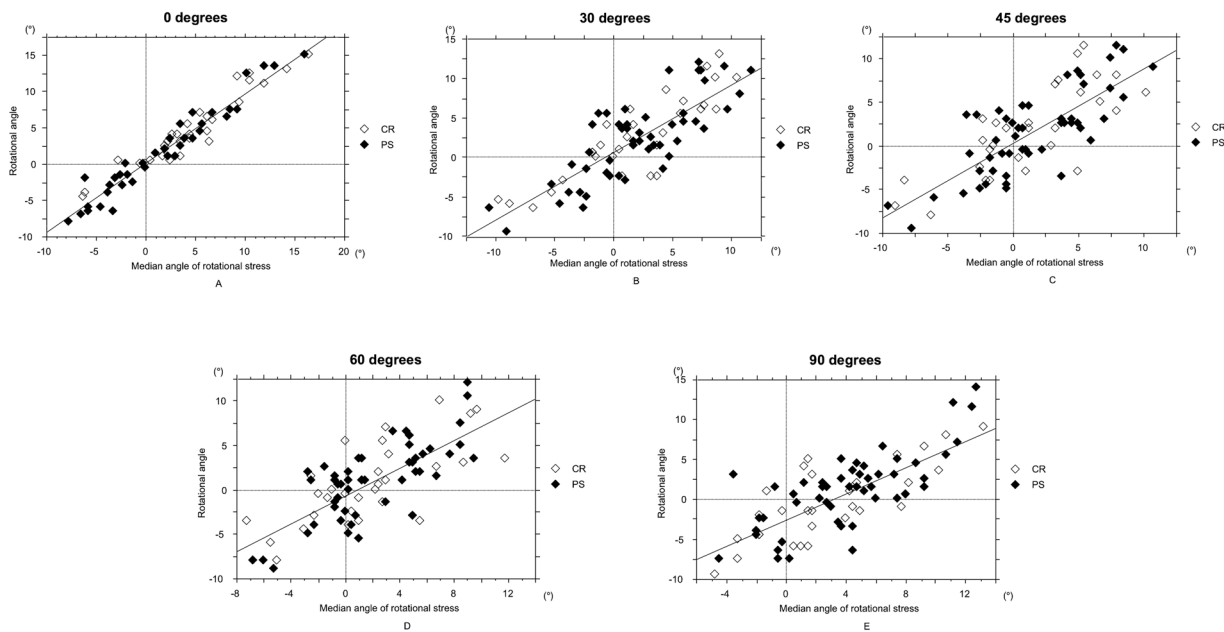 0 degrees
(°)
Rotational angle
15
10
5
0
-5
-10
-10 -5 0 5 10 15 20
(°)
Median angle of rotational stress
A
CR
PS
30 degrees
(°)
Rotational angle
15
10
5
0
-5
-10
-5 0 5 10
(°)
Median angle of rotational stress
B
CR
PS
45 degrees
(°)
Rotational angle
10
5
0
-5
-10
-10 -5 0 5 10
(°)
Median angle of rotational stress
C
CR
PS
60 degrees
(°)
Rotational angle
10
5
0
-5
-10
-8 -4 0 4 8 12
(°)
Median angle of rotational stress
D
CR
PS
90 degrees
(°)
Rotational angle
15
10
5
0
-5
-10
-4 0 4 8 12
(°)
Median angle of rotational stress
E
CR
PS